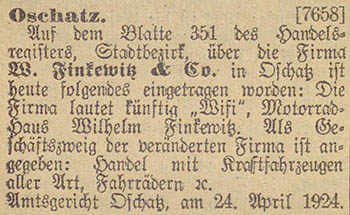 Oschatz. [7658]
Auf dem Blatte 351 des Handels-
registers, Stadtbezirk, über die Firma
W. Finkewitz & Co. in Oschatz ist
heute folgendes eingetragen worden: Die
Firma lautet künftig „Wifi“, Motorrad-
Haus Wilhelm Finkewitz. Als Ge-
schäftszweig der veränderten Firma ist an-
gegeben: Handel mit Kraftfahrzeugen
aller Art, Fahrrädern ꝛc.
Amtsgericht Oschatz, am 24. April 1924.